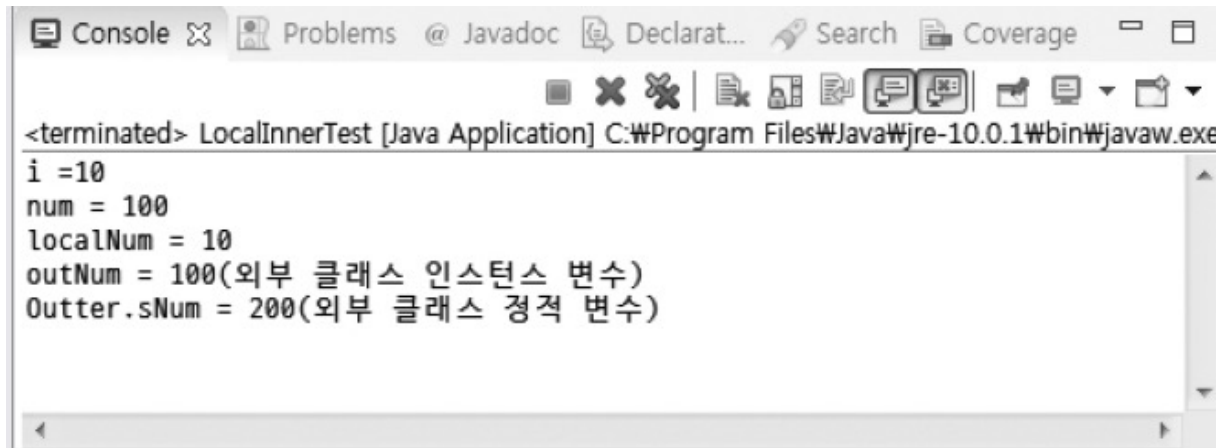 Console Problems @ Javadoc Declarat... Search Coverage
<terminated> LocalInnerTest [Java Application] C:₩Program Files₩Java₩jre-10.0.1₩bin₩javaw.exe
i =10
num = 100
localNum = 10
outNum = 100(외부 클래스 인스턴스 변수)
Outter.sNum = 200(외부 클래스 정적 변수)